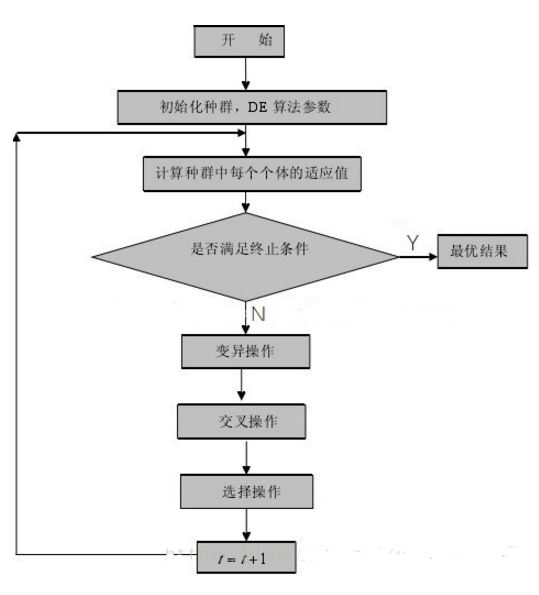 开 始
初始化种群，DE 算法参数
计算种群中每个个体的适应值
是否满足终止条件
Y
最优结果
N
变异操作
交叉操作
选择操作
t = t + 1